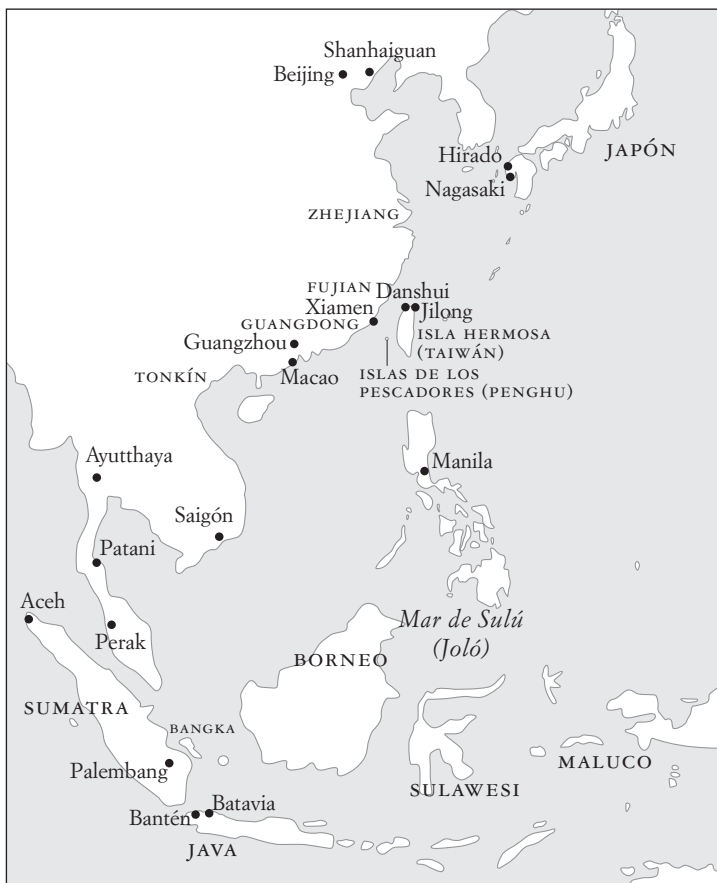 Shanhaiguan
Beijing
Hirado
JAPÓN
Nagasaki
ZHEJIANG
FUJIAN
Danshui
Xiamen
Jilong
GUANGDONG
ISLA HERMOSA
(TAIWÁN)
Guangzhou
Macao
TONKÍN
ISLAS DE LOS
PESCADORES (PENGHU)
Ayutthaya
Manila
Saigón
Patani
Aceh
Perak
Mar de Sulú
(Joló)
BORNEO
SUMATRA
BANGKA
Palembang
MALUCO
SULAWESI
Batavia
Bantén
JAVA